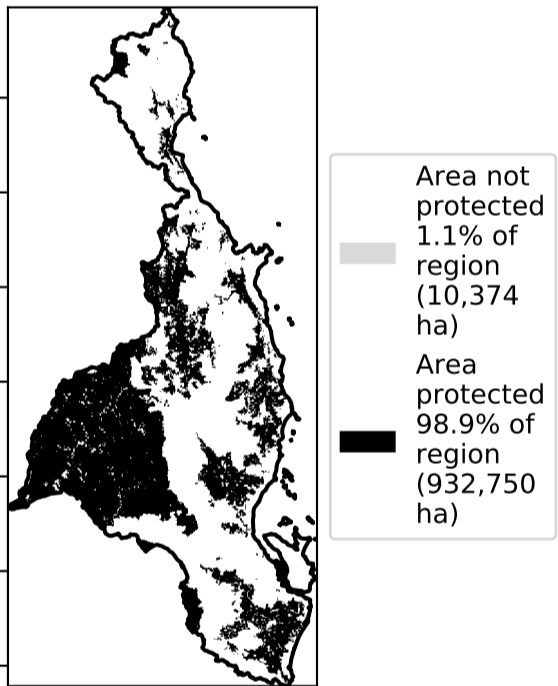 Area not
protected
1.1% of
region
(10,374
ha)
Area
protected
98.9% of
region
(932,750
ha)